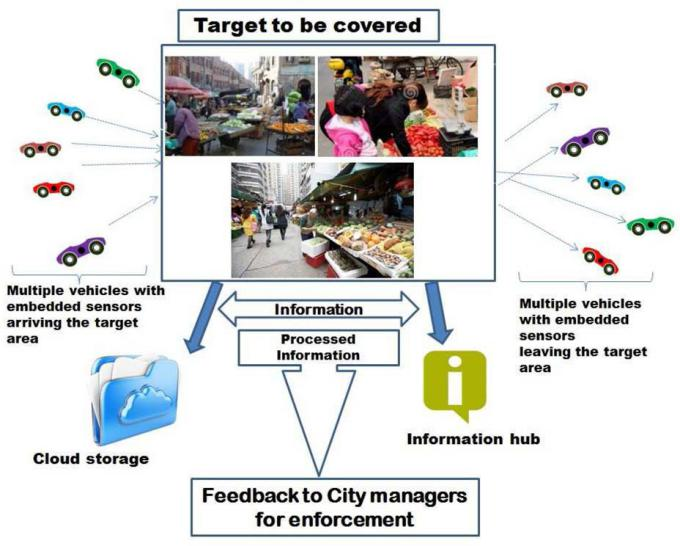 Target to be covered
Multiple vehicles with
embedded sensors
arriving the target
area
Multiple vehicles
with embedded
sensors
leaving the target
area
Information
Processed
Information
Cloud storage
Information hub
Feedback to City managers
for enforcement